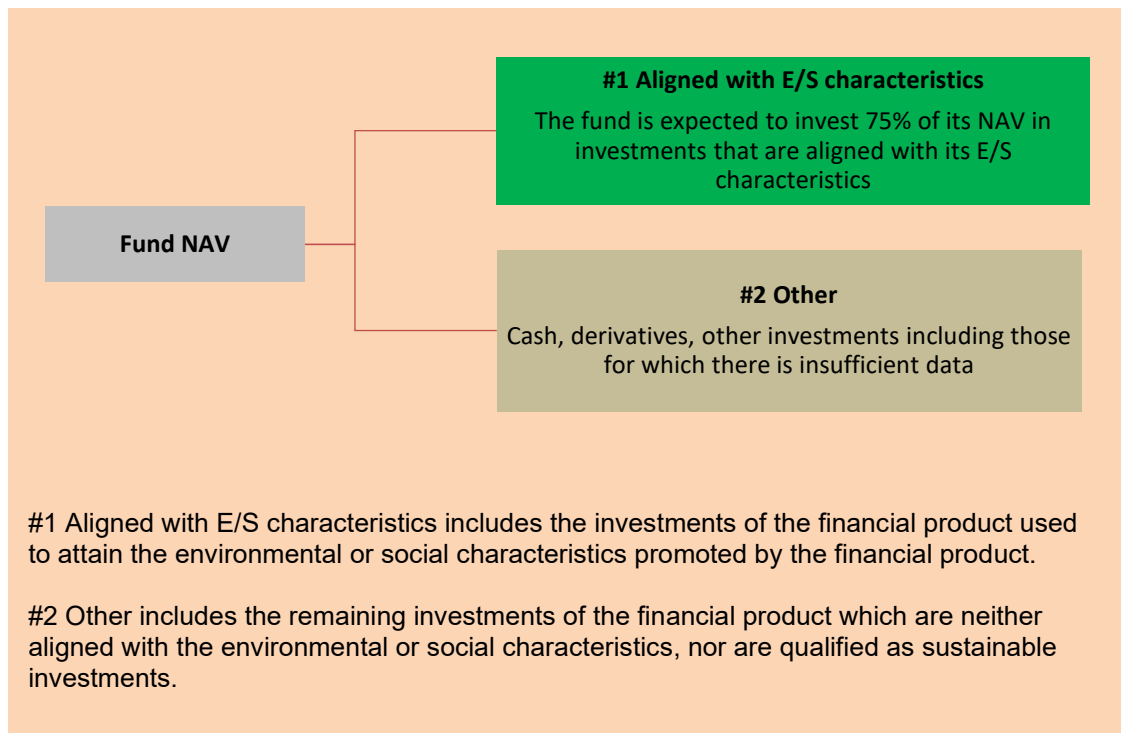 #1 Aligned with E/S characteristics
The fund is expected to invest 75% of its NAV in
investments that are aligned with its E/S
characteristics
Fund NAV
#2 Other
Cash, derivatives, other investments including those
for which there is insufficient data
#1 Aligned with E/S characteristics includes the investments of the financial product used
to attain the environmental or social characteristics promoted by the financial product.
#2 Other includes the remaining investments of the financial product which are neither
aligned with the environmental or social characteristics, nor are qualified as sustainable
investments.